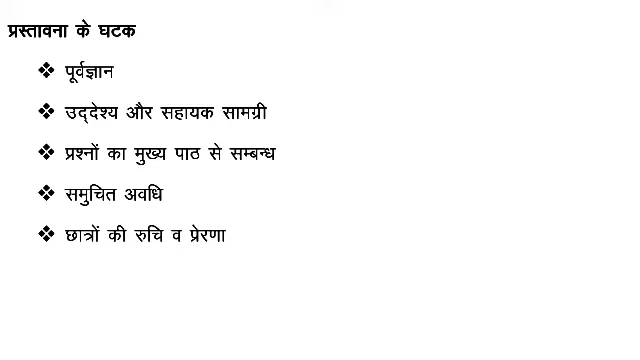 प्रस्तावना के घटक
❖ पूर्वज्ञान
❖ उद्देश्य और सहायक सामग्री
❖ प्रश्नों का मुख्य पाठ से सम्बन्ध
❖ समुचित अवधि
❖ छात्रों की रुचि व प्रेरणा